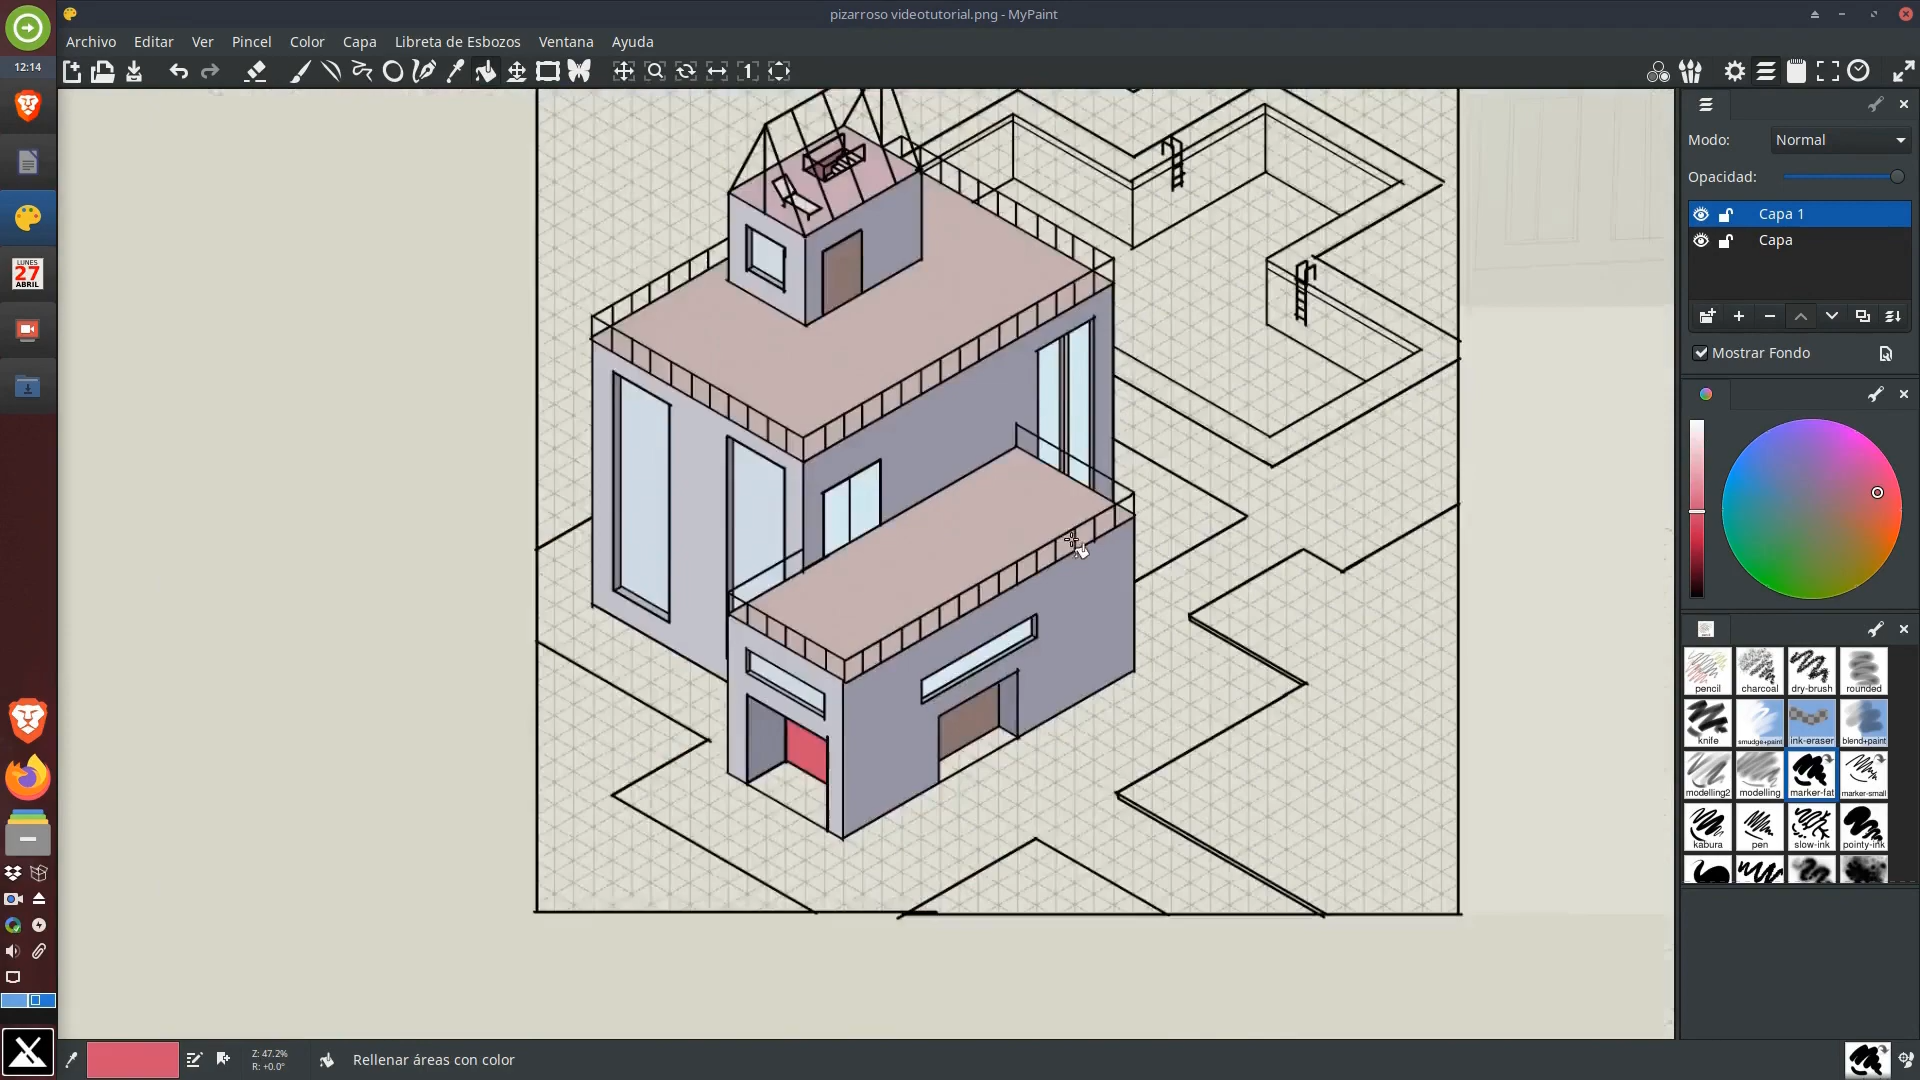 pizarroso videotutorial.png - MyPaint
Archivo Editar Ver Pincel Color Capa Libreta de Esbozos Ventana Ayuda
12:14
LUNES
27
ABRIL
Modo: Normal
Opacidad:
Capa 1
Capa
Mostrar Fondo
pencil charcoal dry-brush rounded
knife smudge+paint ink-eraser blend+paint
modelling2 modelling marker-fat marker-small
kabura pen slow-ink pointy-ink
Z: 47.2%
R: +0.0°
Rellenar áreas con color